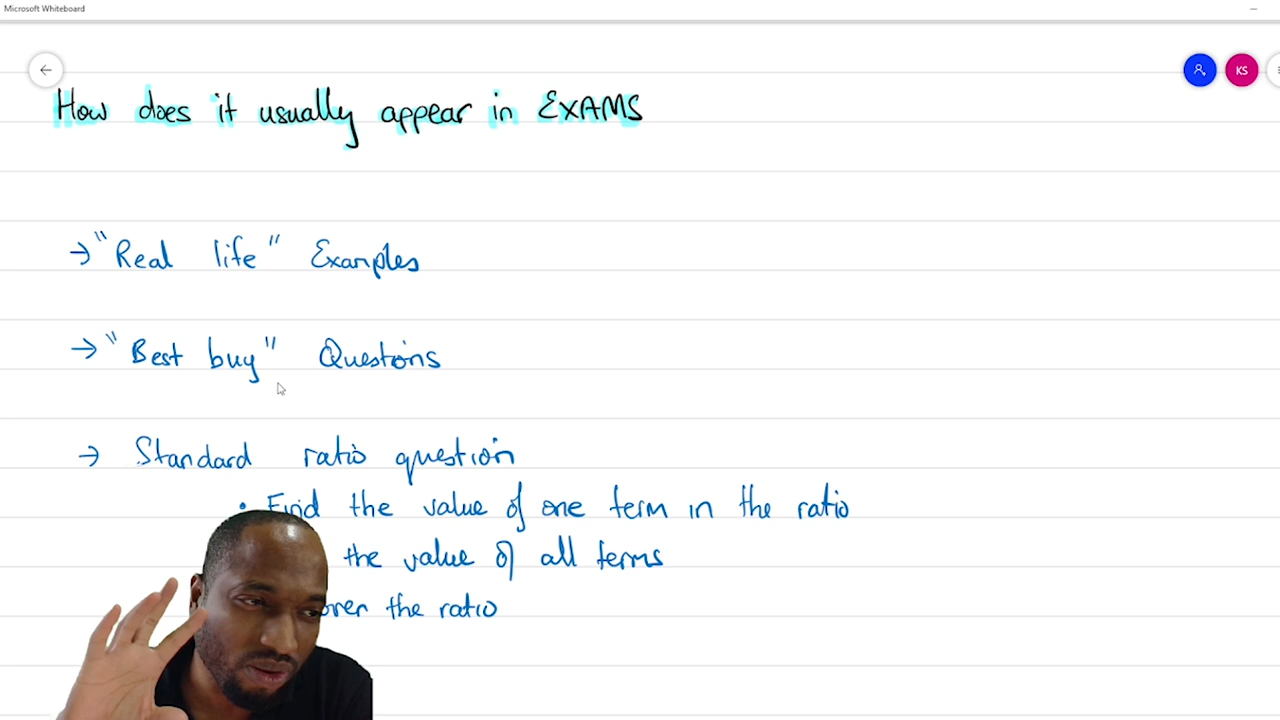 Microsoft Whiteboard
KS
How does it usually appear in EXAMS
→ "Real life" Examples
→ "Best buy" Questions
→ Standard ratio question
• Find the value of one term in the ratio
the value of all terms
the ratio